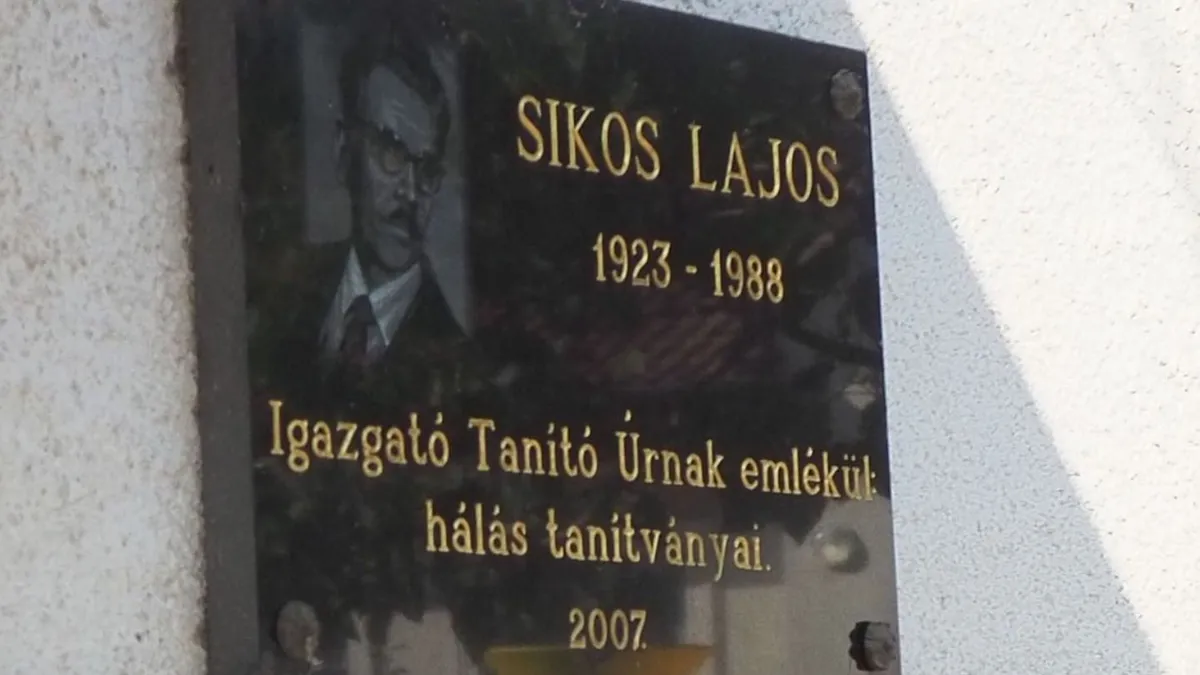 SIKOS LAJOS
1923 - 1988
Igazgató Tanító Úrnak emlékül:
hálás tanítványai.
2007.